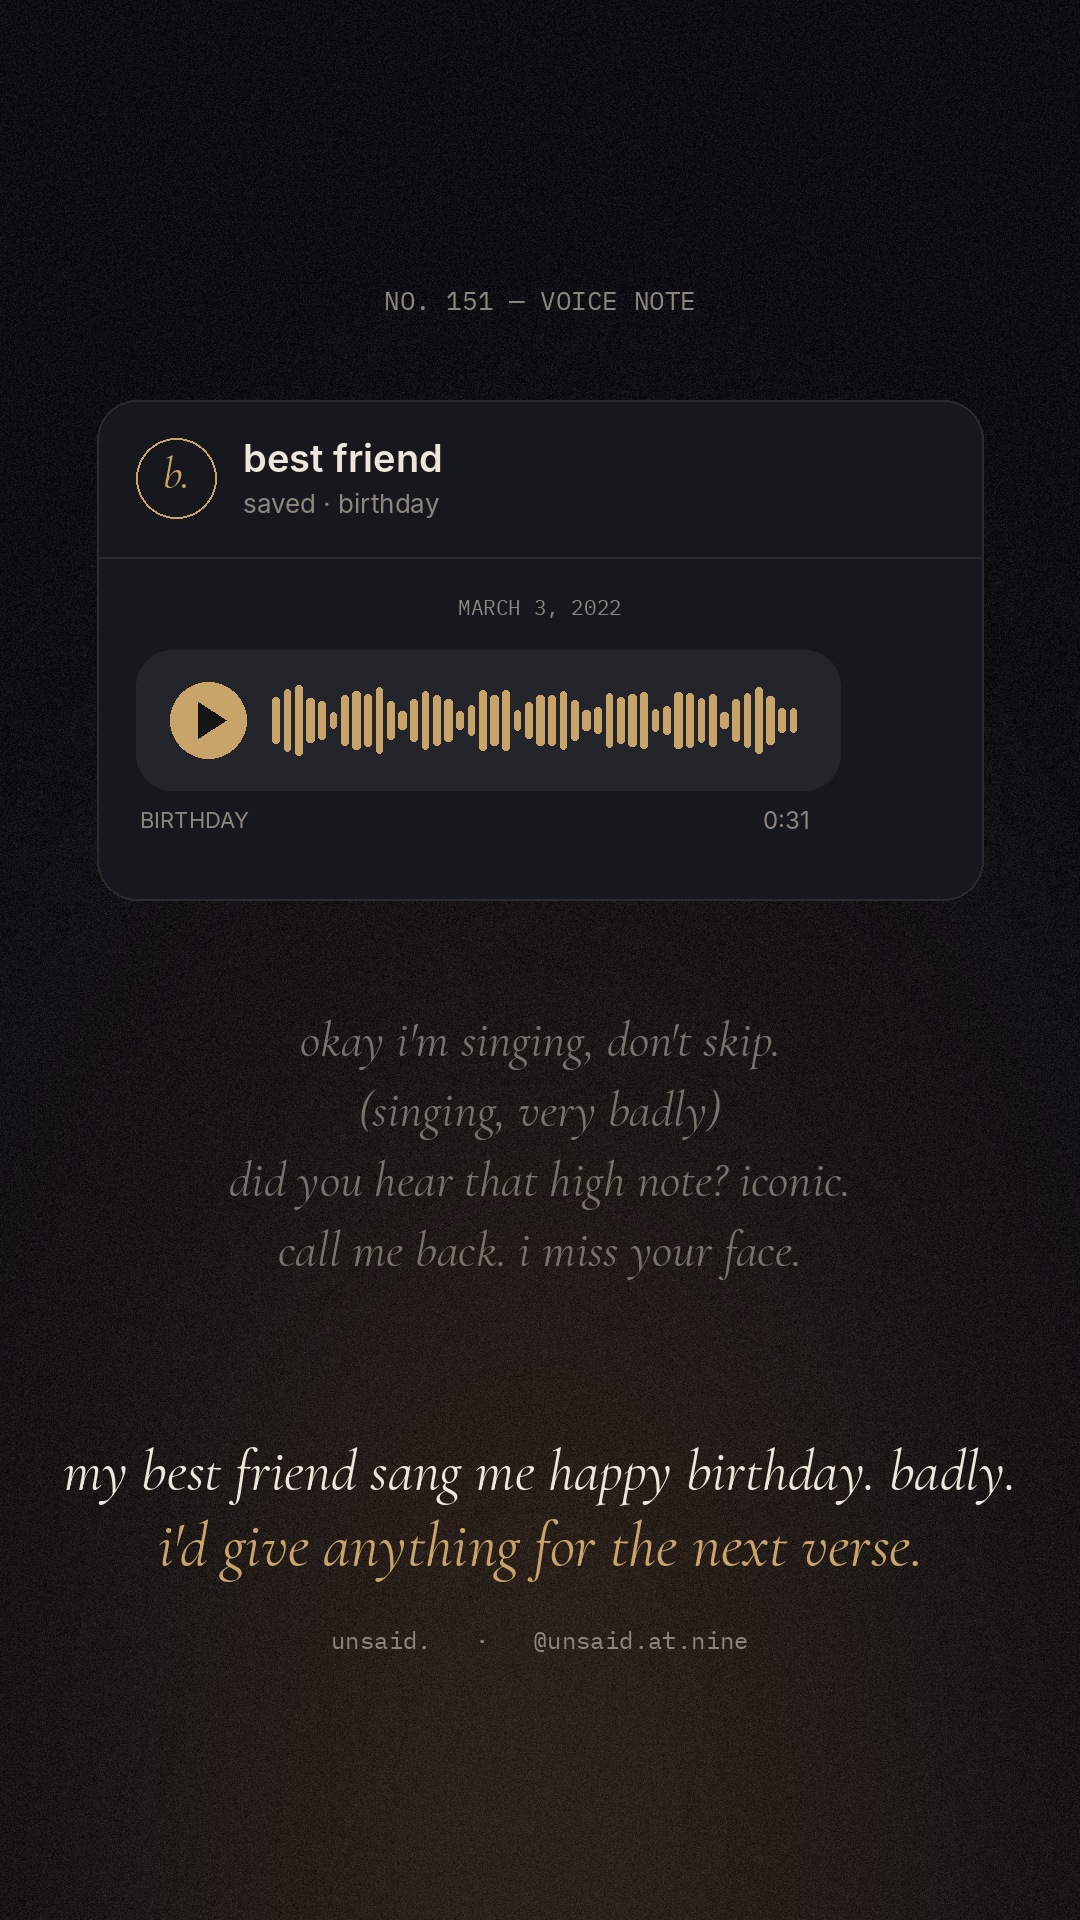 NO. 151 — VOICE NOTE
b.
best friend
saved · birthday
MARCH 3, 2022
BIRTHDAY
0:31
okay i'm singing, don't skip.
(singing, very badly)
did you hear that high note? iconic.
call me back. i miss your face.
my best friend sang me happy birthday. badly.
i'd give anything for the next verse.
unsaid. · @unsaid.at.nine